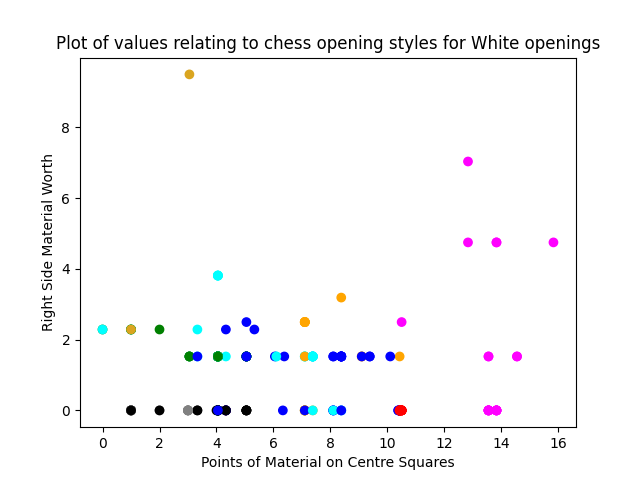 Plot of values relating to chess opening styles for White openings
8
6
4
2
0
Right Side Material Worth
0 2 4 6 8 10 12 14 16
Points of Material on Centre Squares